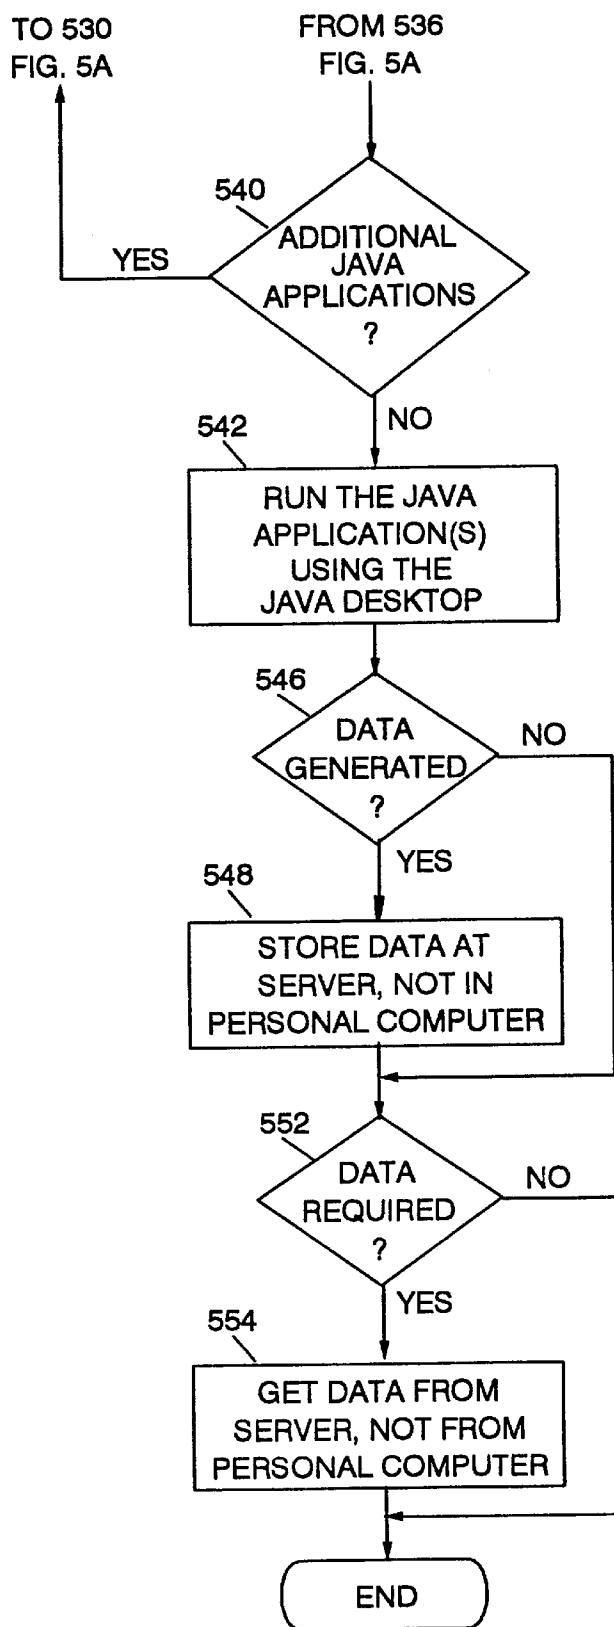 TO 530
FIG. 5A
FROM 536
FIG. 5A
540
ADDITIONAL
JAVA
APPLICATIONS
?
YES
NO
542
RUN THE JAVA
APPLICATION(S)
USING THE
JAVA DESKTOP
546
DATA
GENERATED
?
NO
YES
548
STORE DATA AT
SERVER, NOT IN
PERSONAL COMPUTER
552
DATA
REQUIRED
?
NO
YES
554
GET DATA FROM
SERVER, NOT FROM
PERSONAL COMPUTER
END